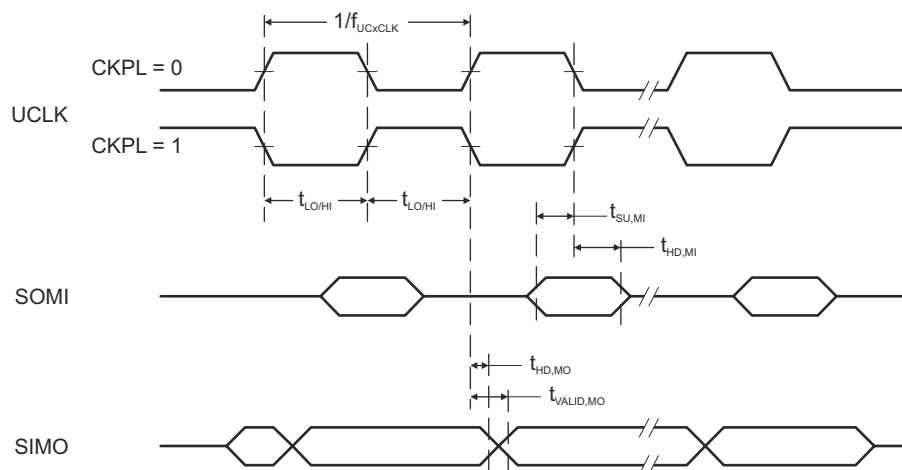 1/fUCxCLK
CKPL = 0
UCLK
CKPL = 1
tLO/HI tLO/HI
tSU,MI
tHD,MI
SOMI
tHD,MO
tVALID,MO
SIMO